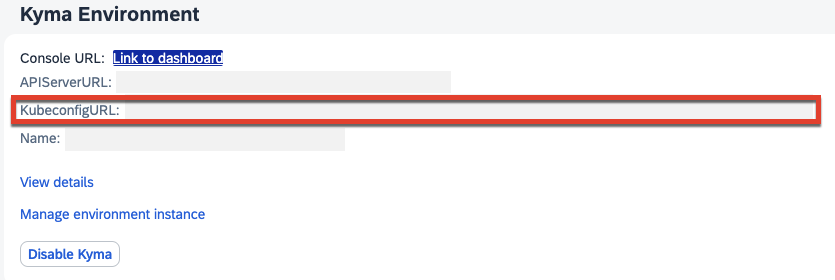 Kyma Environment
Console URL: Link to dashboard
APIServerURL:
KubeconfigURL:
Name:
View details
Manage environment instance
Disable Kyma